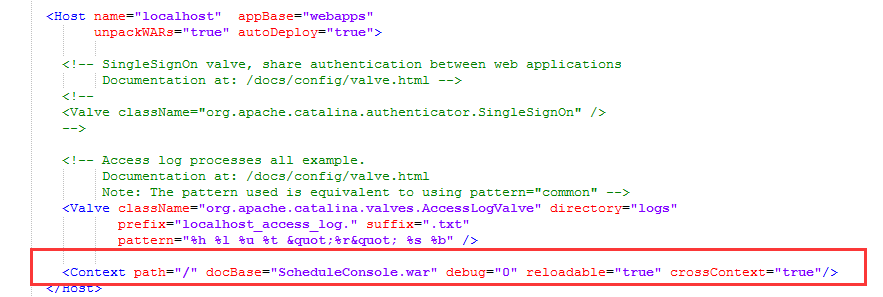 <Host name="localhost"  appBase="webapps"
unpackWARs="true" autoDeploy="true">
<!-- SingleSignOn valve, share authentication between web applications
Documentation at: /docs/config/valve.html -->
<!--
<Valve className="org.apache.catalina.authenticator.SingleSignOn" />
-->
<!-- Access log processes all example.
Documentation at: /docs/config/valve.html
Note: The pattern used is equivalent to using pattern="common" -->
<Valve className="org.apache.catalina.valves.AccessLogValve" directory="logs"
prefix="localhost_access_log." suffix=".txt"
pattern="%h %l %u %t &quot;%r&quot; %s %b" />
<Context path="/" docBase="ScheduleConsole.war" debug="0" reloadable="true" crossContext="true"/>
</Host>